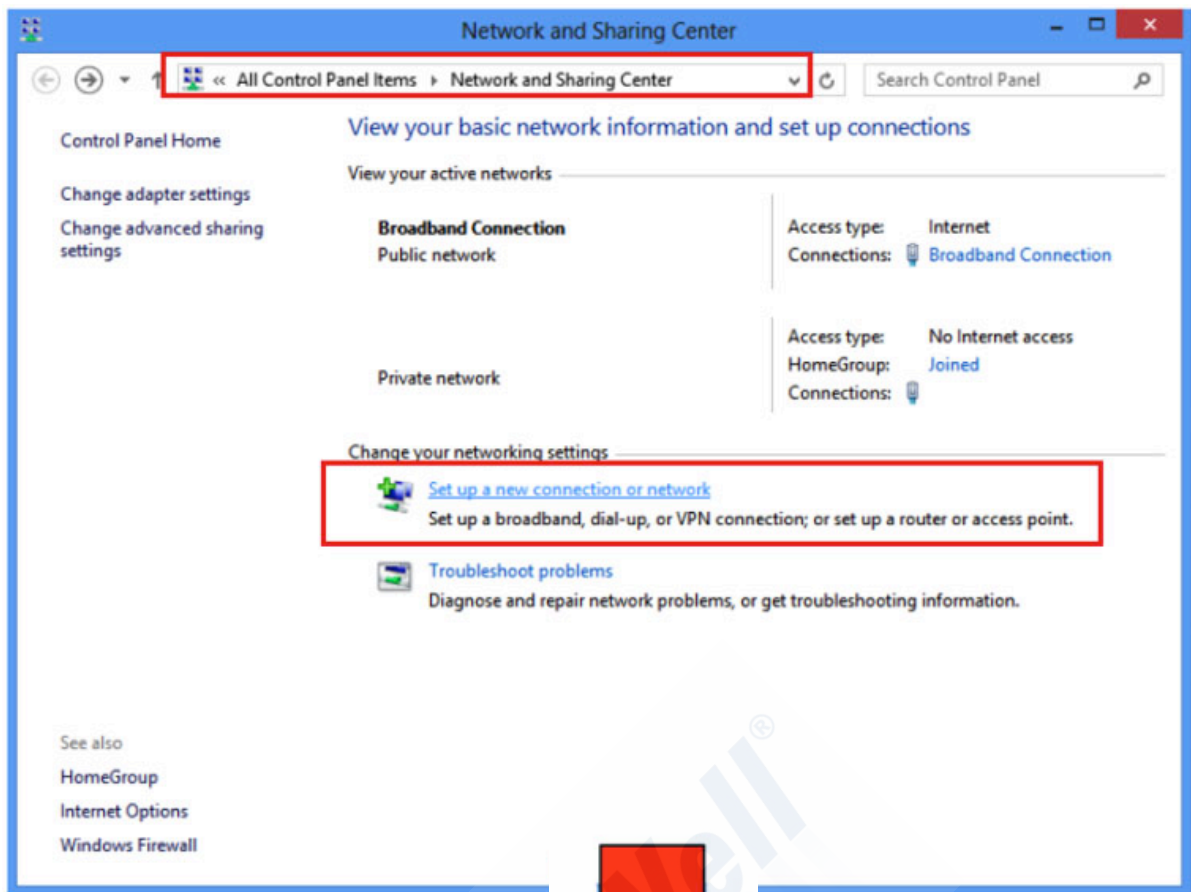 Network and Sharing Center
« All Control Panel Items ▸ Network and Sharing Center
Search Control Panel
Control Panel Home
Change adapter settings
Change advanced sharing
settings
View your basic network information and set up connections
View your active networks
Broadband Connection
Public network
Access type: Internet
Connections: Broadband Connection
Private network
Access type: No Internet access
HomeGroup: Joined
Connections:
Change your networking settings
Set up a new connection or network
Set up a broadband, dial-up, or VPN connection; or set up a router or access point.
Troubleshoot problems
Diagnose and repair network problems, or get troubleshooting information.
See also
HomeGroup
Internet Options
Windows Firewall